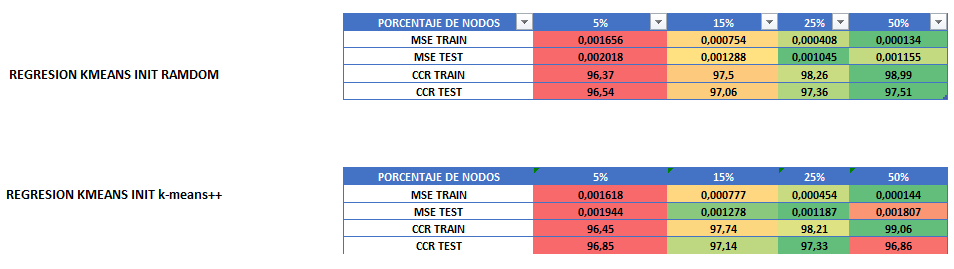 PORCENTAJE DE NODOS 5% 15% 25% 50%
MSE TRAIN 0,001656 0,000754 0,000408 0,000134
MSE TEST 0,002018 0,001288 0,001045 0,001155
REGRESION KMEANS INIT RAMDOM
CCR TRAIN 96,37 97,5 98,26 98,99
CCR TEST 96,54 97,06 97,36 97,51
PORCENTAJE DE NODOS 5% 15% 25% 50%
REGRESION KMEANS INIT k-means++
MSE TRAIN 0,001618 0,000777 0,000454 0,000144
MSE TEST 0,001944 0,001278 0,001187 0,001807
CCR TRAIN 96,45 97,74 98,21 99,06
CCR TEST 96,85 97,14 97,33 96,86